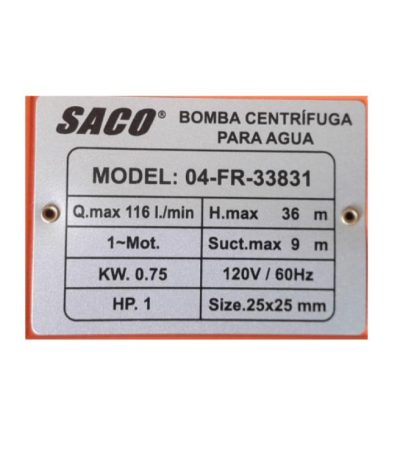 SACO® BOMBA CENTRÍFUGA
PARA AGUA
MODEL: 04-FR-33831
Q.max 116 l./min H.max 36 m
1~Mot. Suct.max 9 m
KW. 0.75 120V / 60Hz
HP. 1 Size.25x25 mm